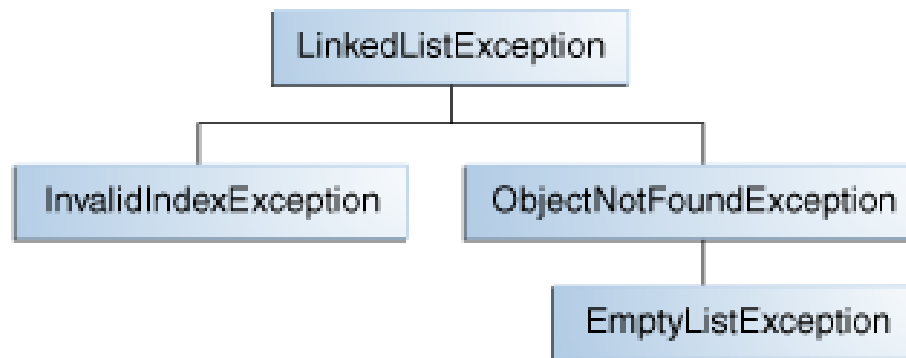 LinkedListException
InvalidIndexException
ObjectNotFoundException
EmptyListException